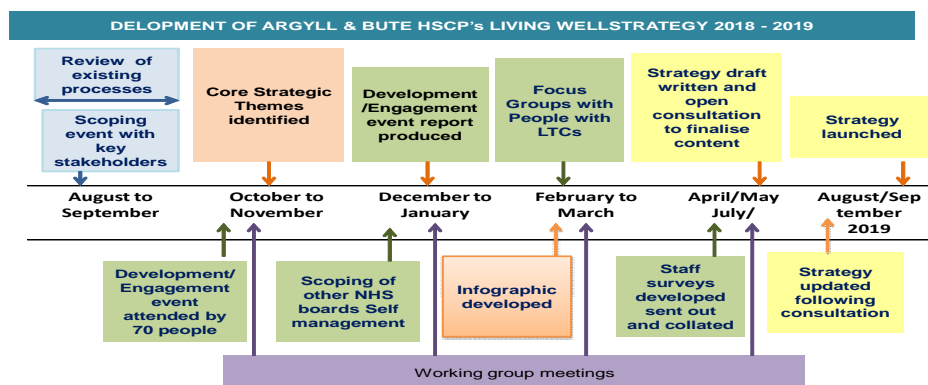 DELOPMENT OF ARGYLL & BUTE HSCP's LIVING WELLSTRATEGY 2018 - 2019
Review of
existing
processes
Scoping
event with
key
stakeholders
Core Strategic
Themes
identified
Development
/Engagement
event report
produced
Focus
Groups with
People with
LTCs
Strategy draft
written and
open
consultation
to finalise
content
Strategy
launched
August to
September
October to
November
December to
January
February to
March
April/May
July/
August/Sep
tember
2019
Development/
Engagement
event
attended by
70 people
Scoping of
other NHS
boards Self
management
Infographic
developed
Staff
surveys
developed
sent out
and collated
Strategy
updated
following
consultation
Working group meetings